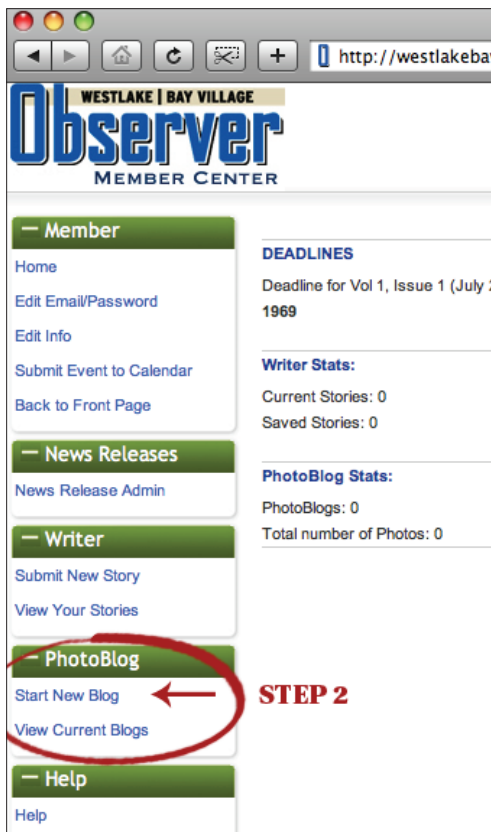 http://westlakeba
WESTLAKE | BAY VILLAGE
Observer
MEMBER CENTER
Member
Home
Edit Email/Password
Edit Info
Submit Event to Calendar
Back to Front Page
News Releases
News Release Admin
Writer
Submit New Story
View Your Stories
PhotoBlog
Start New Blog
View Current Blogs
Help
Help
DEADLINES
Deadline for Vol 1, Issue 1 (July
1969
Writer Stats:
Current Stories: 0
Saved Stories: 0
PhotoBlog Stats:
PhotoBlogs: 0
Total number of Photos: 0
STEP 2